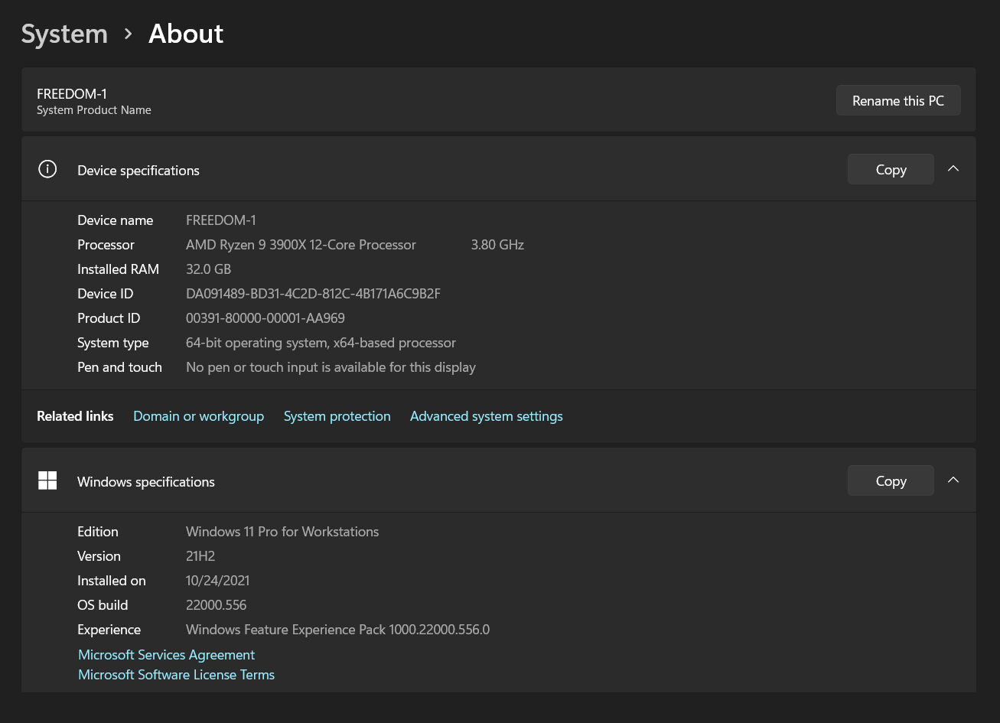 System > About
FREEDOM-1
System Product Name
Rename this PC
Device specifications
Copy
Device name FREEDOM-1
Processor AMD Ryzen 9 3900X 12-Core Processor 3.80 GHz
Installed RAM 32.0 GB
Device ID DA091489-BD31-4C2D-812C-4B171A6C9B2F
Product ID 00391-80000-00001-AA969
System type 64-bit operating system, x64-based processor
Pen and touch No pen or touch input is available for this display
Related links Domain or workgroup System protection Advanced system settings
Windows specifications
Copy
Edition Windows 11 Pro for Workstations
Version 21H2
Installed on 10/24/2021
OS build 22000.556
Experience Windows Feature Experience Pack 1000.22000.556.0
Microsoft Services Agreement
Microsoft Software License Terms